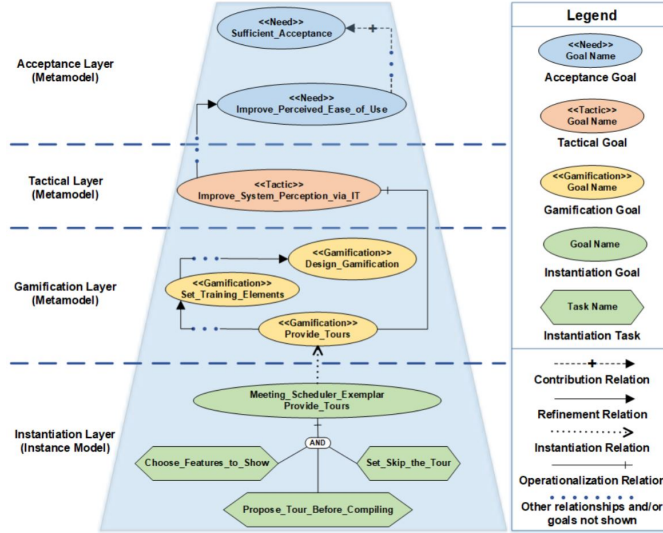 Acceptance Layer
(Metamodel)
<<Need>>
Sufficient_Acceptance
+
<<Need>>
Improve_Perceived_Ease_of_Use
Tactical Layer
(Metamodel)
<<Tactic>>
Improve_System_Perception_via_IT
Gamification Layer
(Metamodel)
<<Gamification>>
Design_Gamification
<<Gamification>>
Set_Training_Elements
<<Gamification>>
Provide_Tours
Instantiation Layer
(Instance Model)
Meeting_Scheduler_Exemplar
Provide_Tours
AND
Choose_Features_to_Show
Set_Skip_the_Tour
Propose_Tour_Before_Compiling
Legend
<<Need>>
Goal Name
Acceptance Goal
<<Tactic>>
Goal Name
Tactical Goal
<<Gamification>>
Goal Name
Gamification Goal
Goal Name
Instantiation Goal
Task Name
Instantiation Task
+
Contribution Relation
Refinement Relation
Instantiation Relation
Operationalization Relation
Other relationships and/or
goals not shown